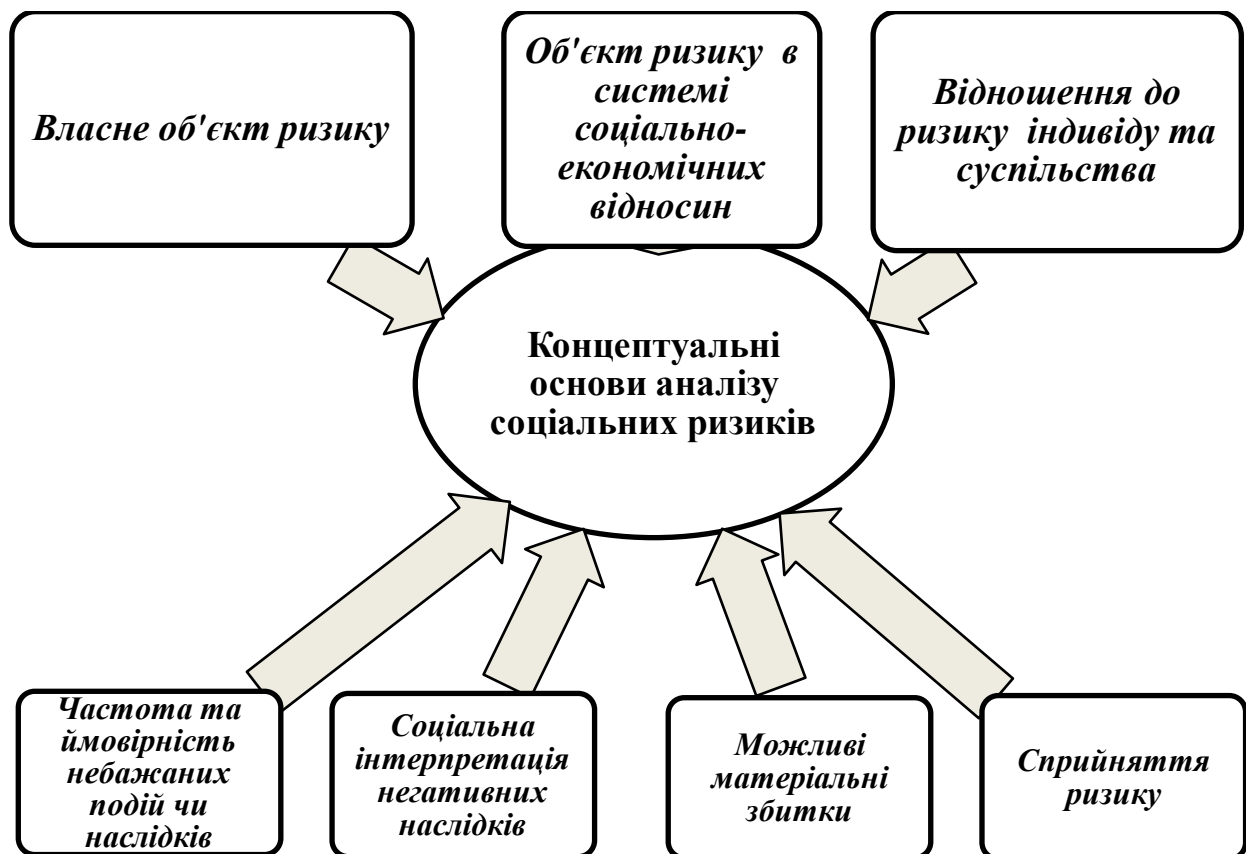 Власне об'єкт ризику
Об'єкт ризику в
системі
соціально-
економічних
відносин
Відношення до
ризику індивіду та
суспільства
Концептуальні
основи аналізу
соціальних ризиків
Частота та
ймовірність
небажаних
подій чи
наслідків
Соціальна
інтерпретація
негативних
наслідків
Можливі
матеріальні
збитки
Сприйняття
ризику